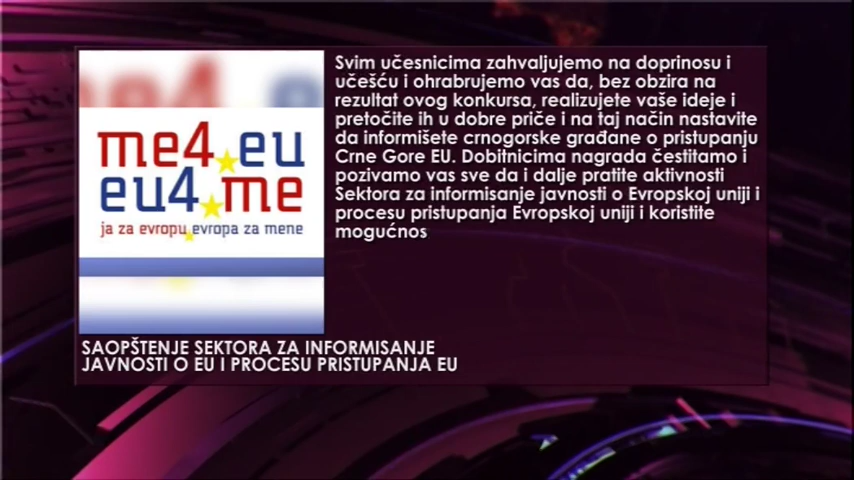 me4.eu
eu4.me
ja za evropu evropa za mene
Svim učesnicima zahvaljujemo na doprinosu i
učešću i ohrabrujemo vas da, bez obzira na
rezultat ovog konkursa, realizujete vaše ideje i
pretočite ih u dobre priče i na taj način nastavite
da informišete crnogorske građane o pristupanju
Crne Gore EU. Dobitnicima nagrada čestitamo i
pozivamo vas sve da i dalje pratite aktivnosti
Sektora za informisanje javnosti o Evropskoj uniji i
procesu pristupanja Evropskoj uniji i koristite
mogućnos
SAOPŠTENJE SEKTORA ZA INFORMISANJE
JAVNOSTI O EU I PROCESU PRISTUPANJA EU